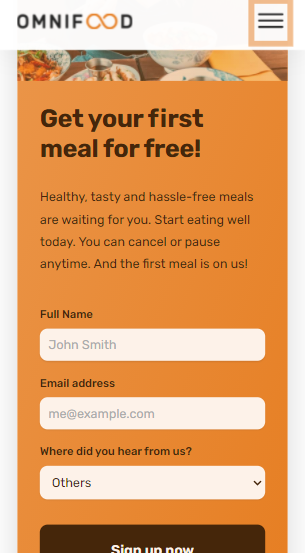 OMNIFOOD
Get your first
meal for free!
Healthy, tasty and hassle-free meals
are waiting for you. Start eating well
today. You can cancel or pause
anytime. And the first meal is on us!
Full Name
John Smith
Email address
me@example.com
Where did you hear from us?
Others
Sign up now